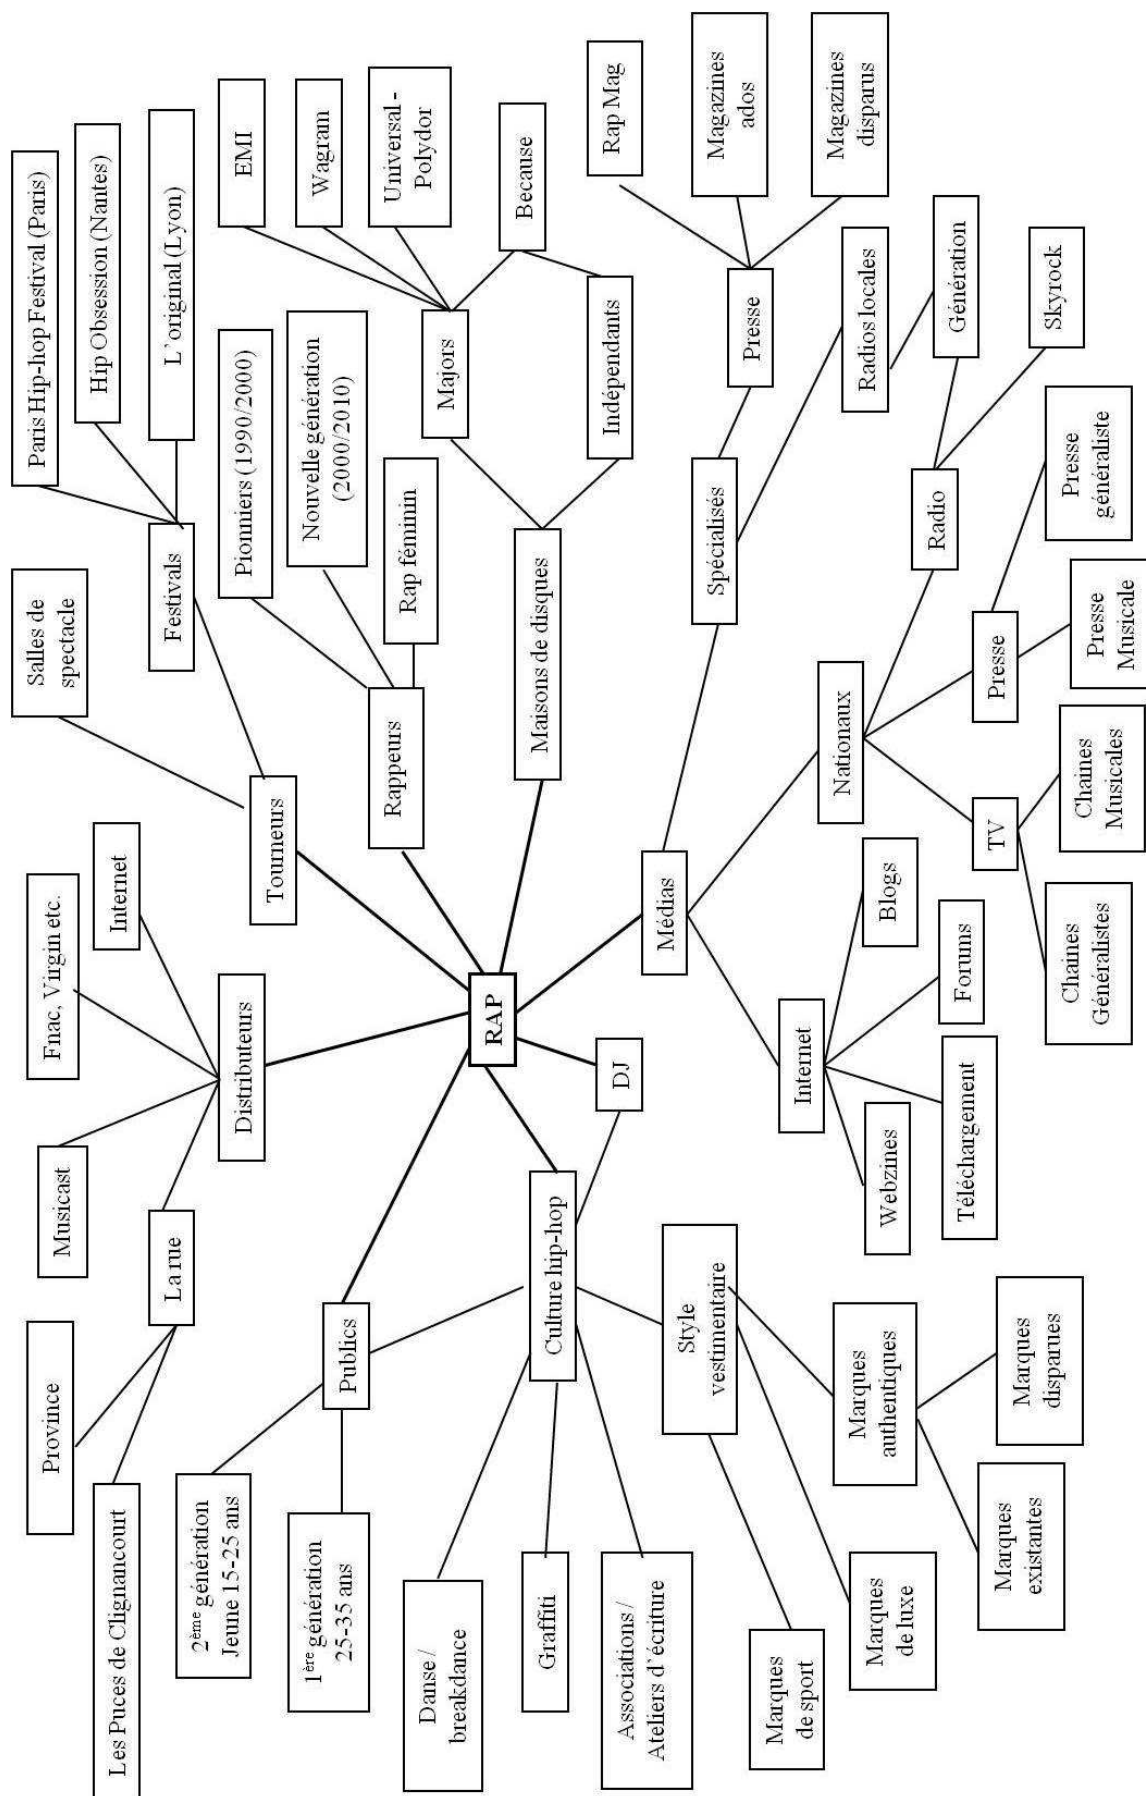 Province
Musicast
Fnac, Virgin etc.
Salles de
spectacle
Paris Hip-hop Festival (Paris)
Les Puces de Clignancourt
Internet
Hip Obsession (Nantes)
La rue
Festivals
L' original (Lyon)
2ème génération
Jeune 15-25 ans
Distributeurs
Tourneurs
Pionniers (1990/2000)
EMI
1ère génération
25-35 ans
Publics
Nouvelle génération
(2000/2010)
Wagram
Danse /
breakdance
Rappeurs
Rap féminin
Majors
Universal -
Polydor
Graffiti
Culture hip-hop
RAP
Maisons de disques
Because
Associations /
Ateliers d`écriture
DJ
Indépendants
Rap Mag
Style
vestimentaire
Médias
Spécialisés
Presse
Magazines
ados
Marques
de sport
Internet
Nationaux
Radios locales
Magazines
disparus
Marques
de luxe
Marques
authentiques
Webzines
Blogs
Radio
Génération
Téléchargement
Forums
TV
Presse
Skyrock
Marques
existantes
Marques
disparues
Chaines
Généralistes
Chaines
Musicales
Presse
Musicale
Presse
généraliste